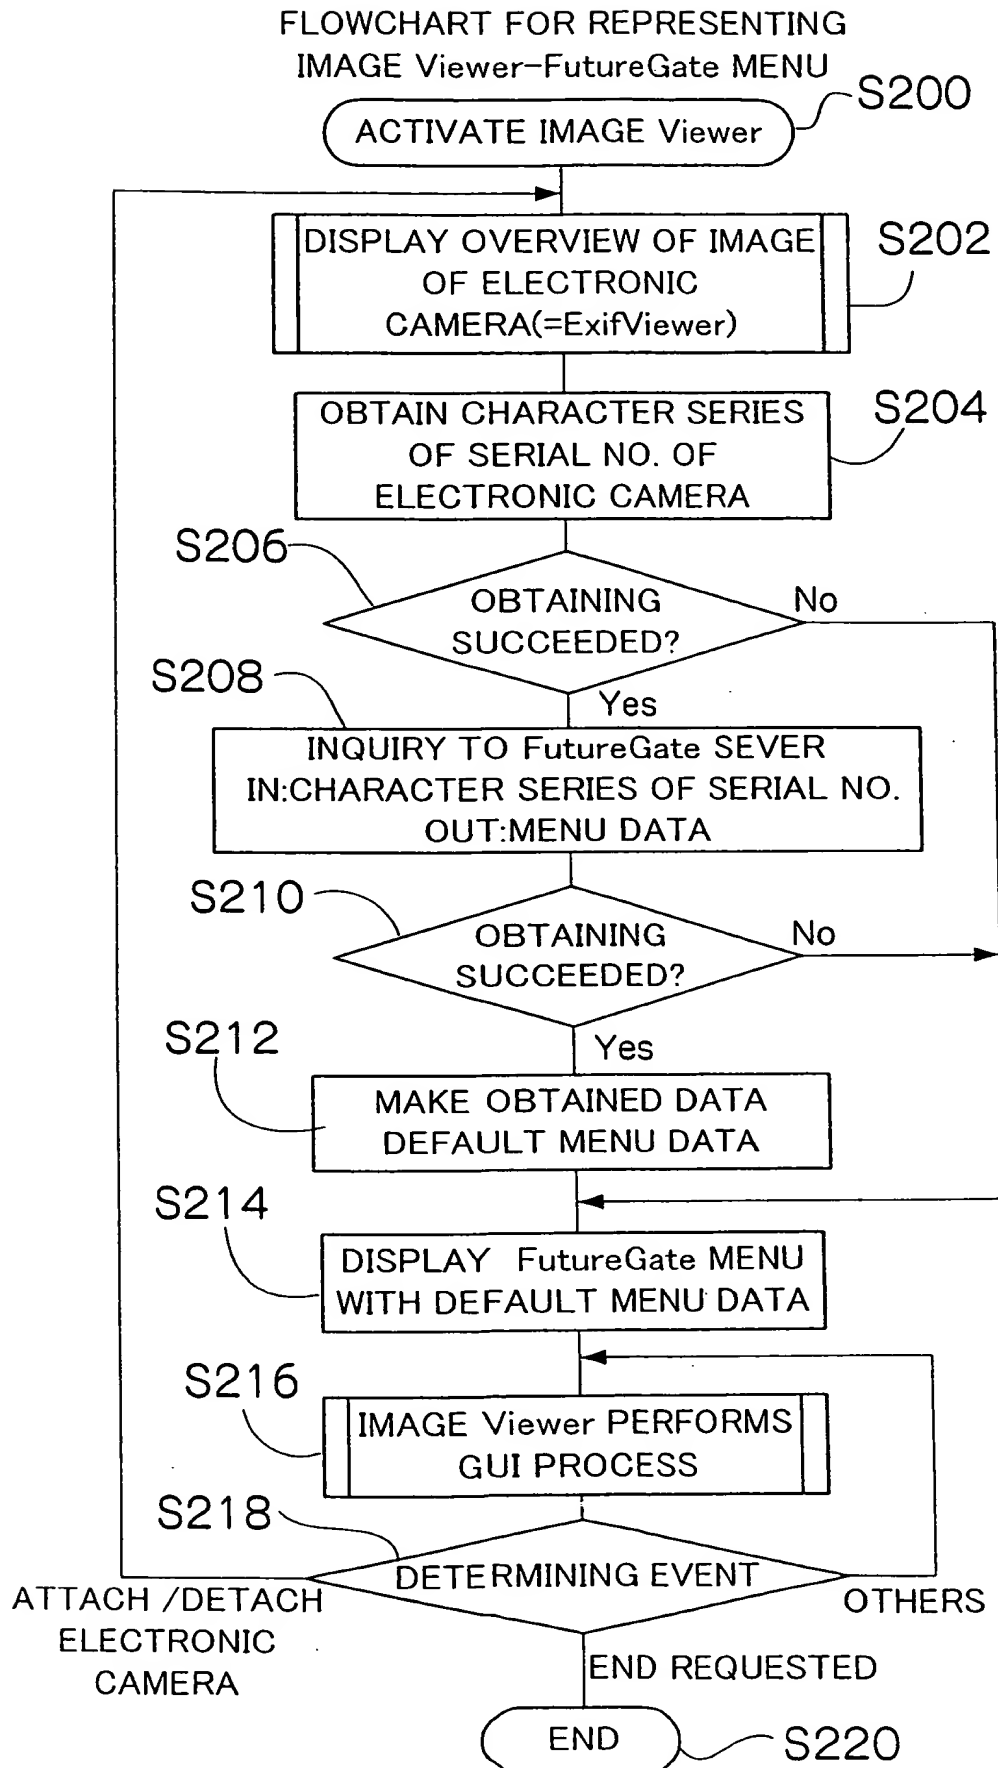 FLOWCHART FOR REPRESENTING
IMAGE Viewer-FutureGate MENU
S200
ACTIVATE IMAGE Viewer
S202
DISPLAY OVERVIEW OF IMAGE
OF ELECTRONIC
CAMERA(=ExifViewer)
S204
OBTAIN CHARACTER SERIES
OF SERIAL NO. OF
ELECTRONIC CAMERA
S206
OBTAINING
SUCCEEDED?
No
Yes
S208
INQUIRY TO FutureGate SEVER
IN:CHARACTER SERIES OF SERIAL NO.
OUT:MENU DATA
S210
OBTAINING
SUCCEEDED?
No
Yes
S212
MAKE OBTAINED DATA
DEFAULT MENU DATA
S214
DISPLAY FutureGate MENU
WITH DEFAULT MENU DATA
S216
IMAGE Viewer PERFORMS
GUI PROCESS
S218
DETERMINING EVENT
ATTACH /DETACH
ELECTRONIC
CAMERA
OTHERS
END REQUESTED
END
S220